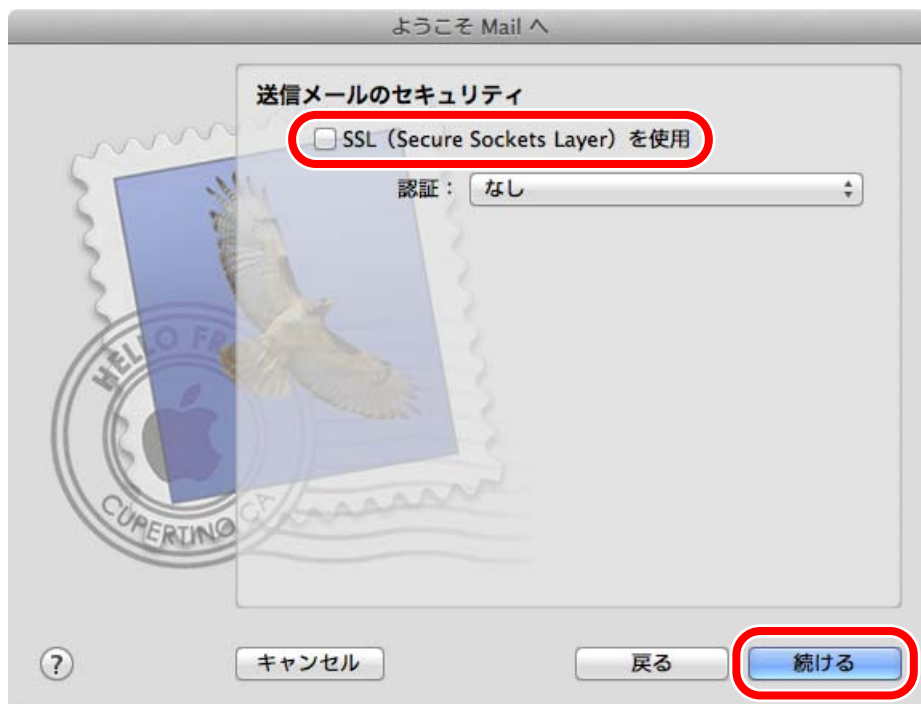 ようこそ Mail へ
送信メールのセキュリティ
SSL（Secure Sockets Layer）を使用
認証： なし
HELLO FR
CUPERTINO CA
? キャンセル 戻る 続ける